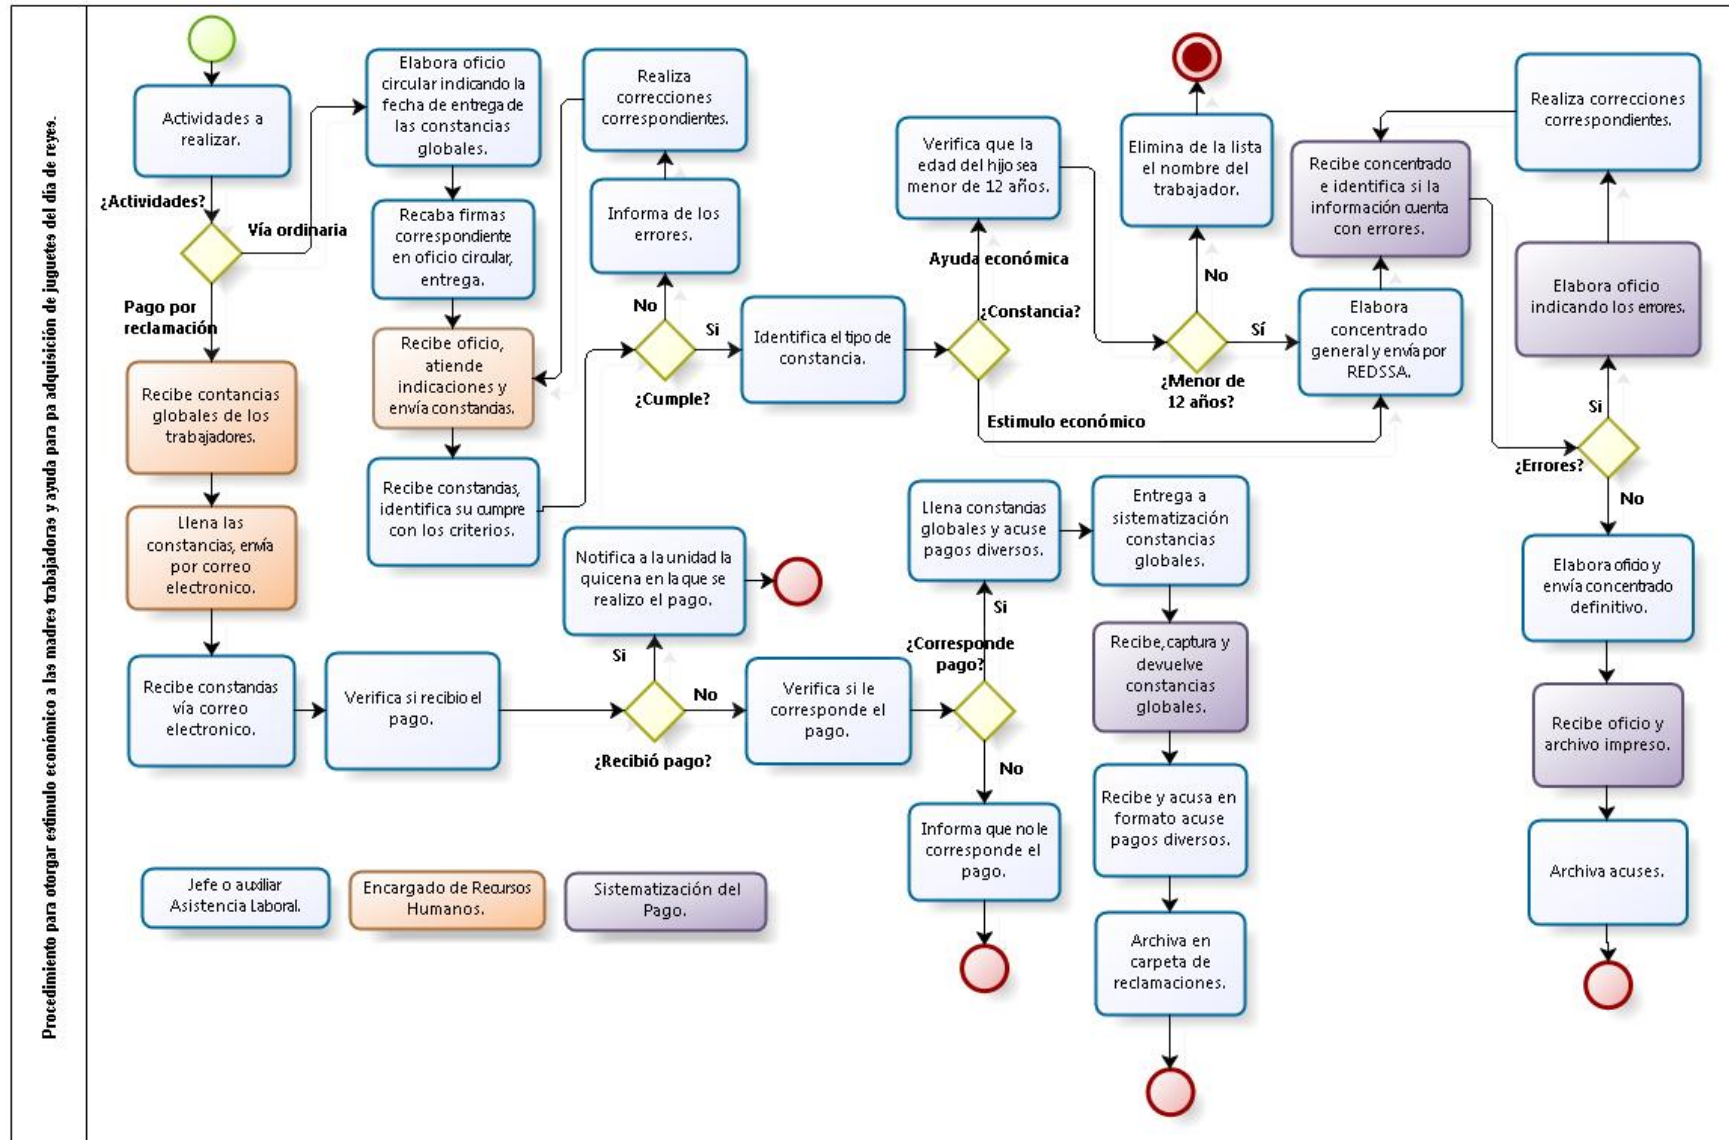 Procedimiento para otorgar estimulo económico a las madres trabajadoras y ayuda para pa adquisición de juguetes del día de reyes.
Actividades a
realizar.
¿Actividades?
Vía ordinaria
Pago por
reclamación
Recibe contancias
globales de los
trabajadores.
Llena las
constancias, envía
por correo
electronico.
Recibe constancias
vía correo
electronico.
Verifica si recibio el
pago.
¿Recibió pago?
Si
Notifica a la unidad la
quicena en la que se
realizo el pago.
No
Verifica si le
corresponde el
pago.
¿Corresponde
pago?
Si
Llena constancias
globales y acuse
pagos diversos.
Entrega a
sistematización
constancias
globales.
Recibe, captura y
devuelve
constancias
globales.
Recibe y acusa en
formato acuse
pagos diversos.
Archiva en
carpeta de
reclamaciones.
No
Informa que no le
corresponde el
pago.
Elabora oficio
circular indicando la
fecha de entrega de
las constancias
globales.
Recaba firmas
correspondiente
en oficio circular,
entrega.
Recibe oficio,
atiende
indicaciones y
envía constancias.
Recibe constancias,
identifica su cumpre
con los criterios.
¿Cumple?
No
Informa de los
errores.
Realiza
correcciones
correspondientes.
Si
Identifica el tipo de
constancia.
¿Constancia?
Ayuda económica
Verifica que la
edad del hijo sea
menor de 12 años.
Estimulo económico
¿Menor de
12 años?
No
Elimina de la lista
el nombre del
trabajador.
Sí
Elabora
concentrado
general y envía por
REDSSA.
Recibe concentrado
e identifica si la
información cuenta
con errores.
¿Errores?
Si
Elabora oficio
indicando los errores.
Realiza correcciones
correspondientes.
No
Elabora oficio y
envía concentrado
definitivo.
Recibe oficio y
archivo impreso.
Archiva acuses.
Jefe o auxiliar
Asistencia Laboral.
Encargado de Recursos
Humanos.
Sistematización del
Pago.